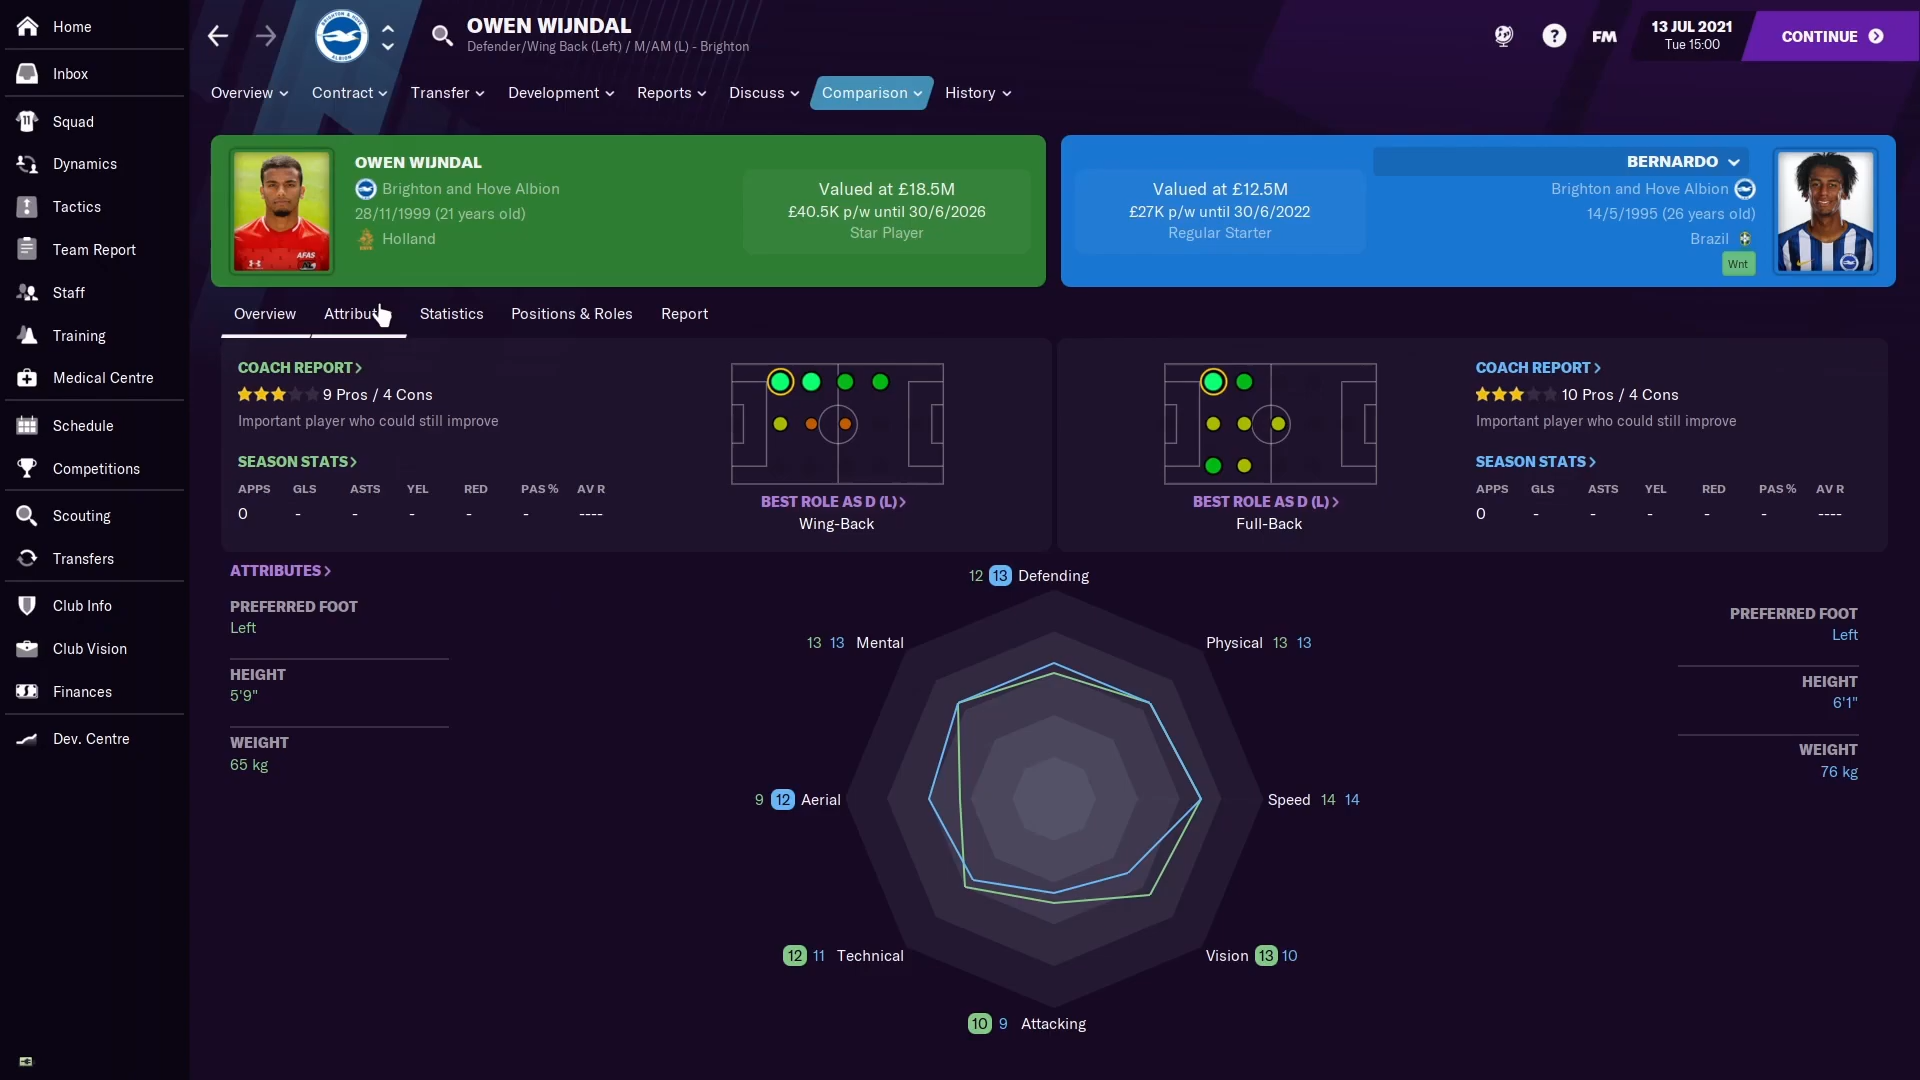 Home
Inbox
Squad
Dynamics
Tactics
Team Report
Staff
Training
Medical Centre
Schedule
Competitions
Scouting
Transfers
Club Info
Club Vision
Finances
Dev. Centre
OWEN WIJNDAL
Defender/Wing Back (Left) / M/AM (L) - Brighton
FM
13 JUL 2021
Tue 15:00
CONTINUE
Overview
Contract
Transfer
Development
Reports
Discuss
Comparison
History
OWEN WIJNDAL
Brighton and Hove Albion
28/11/1999 (21 years old)
Holland
Valued at £18.5M
£40.5K p/w until 30/6/2026
Star Player
Valued at £12.5M
£27K p/w until 30/6/2022
Regular Starter
BERNARDO
Brighton and Hove Albion
14/5/1995 (26 years old)
Brazil
Wnt
AFAS
Overview
Statistics
Positions & Roles
Report
COACH REPORT
9 Pros / 4 Cons
Important player who could still improve
SEASON STATS
APPS GLS ASTS YEL RED PAS % AV R
0 - - - - - ----
BEST ROLE AS D (L)
Wing-Back
BEST ROLE AS D (L)
Full-Back
COACH REPORT
10 Pros / 4 Cons
Important player who could still improve
SEASON STATS
APPS GLS ASTS YEL RED PAS % AV R
0 - - - - - ----
ATTRIBUTES
PREFERRED FOOT
Left
HEIGHT
5'9"
WEIGHT
65 kg
12 13 Defending
13 13 Mental
Physical 13 13
9 12 Aerial
Speed 14 14
12 11 Technical
Vision 13 10
10 9 Attacking
PREFERRED FOOT
Left
HEIGHT
6'1"
WEIGHT
76 kg